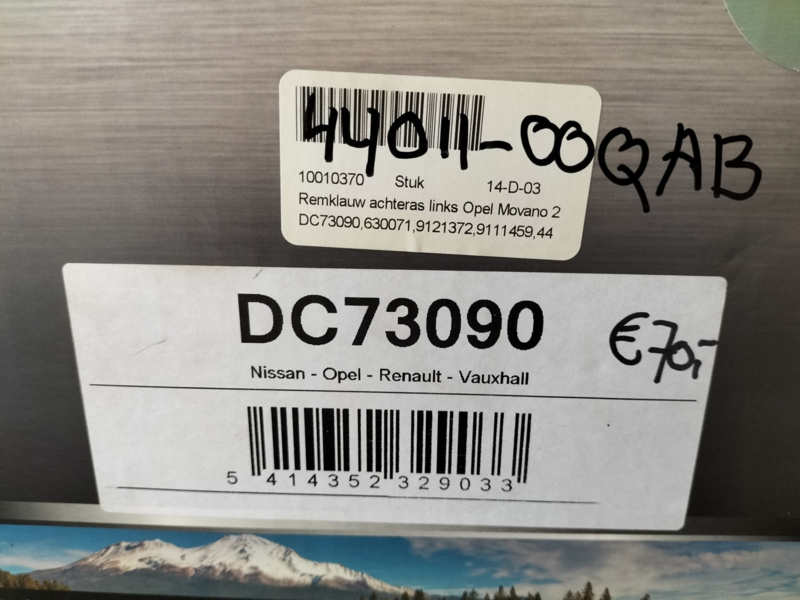 44011-00QAB
10010370 Stuk 14-D-03
Remklauw achteras links Opel Movano 2
DC73090,630071,9121372,9111459,44
DC73090
€70,-
Nissan - Opel - Renault - Vauxhall
5 414352 329033